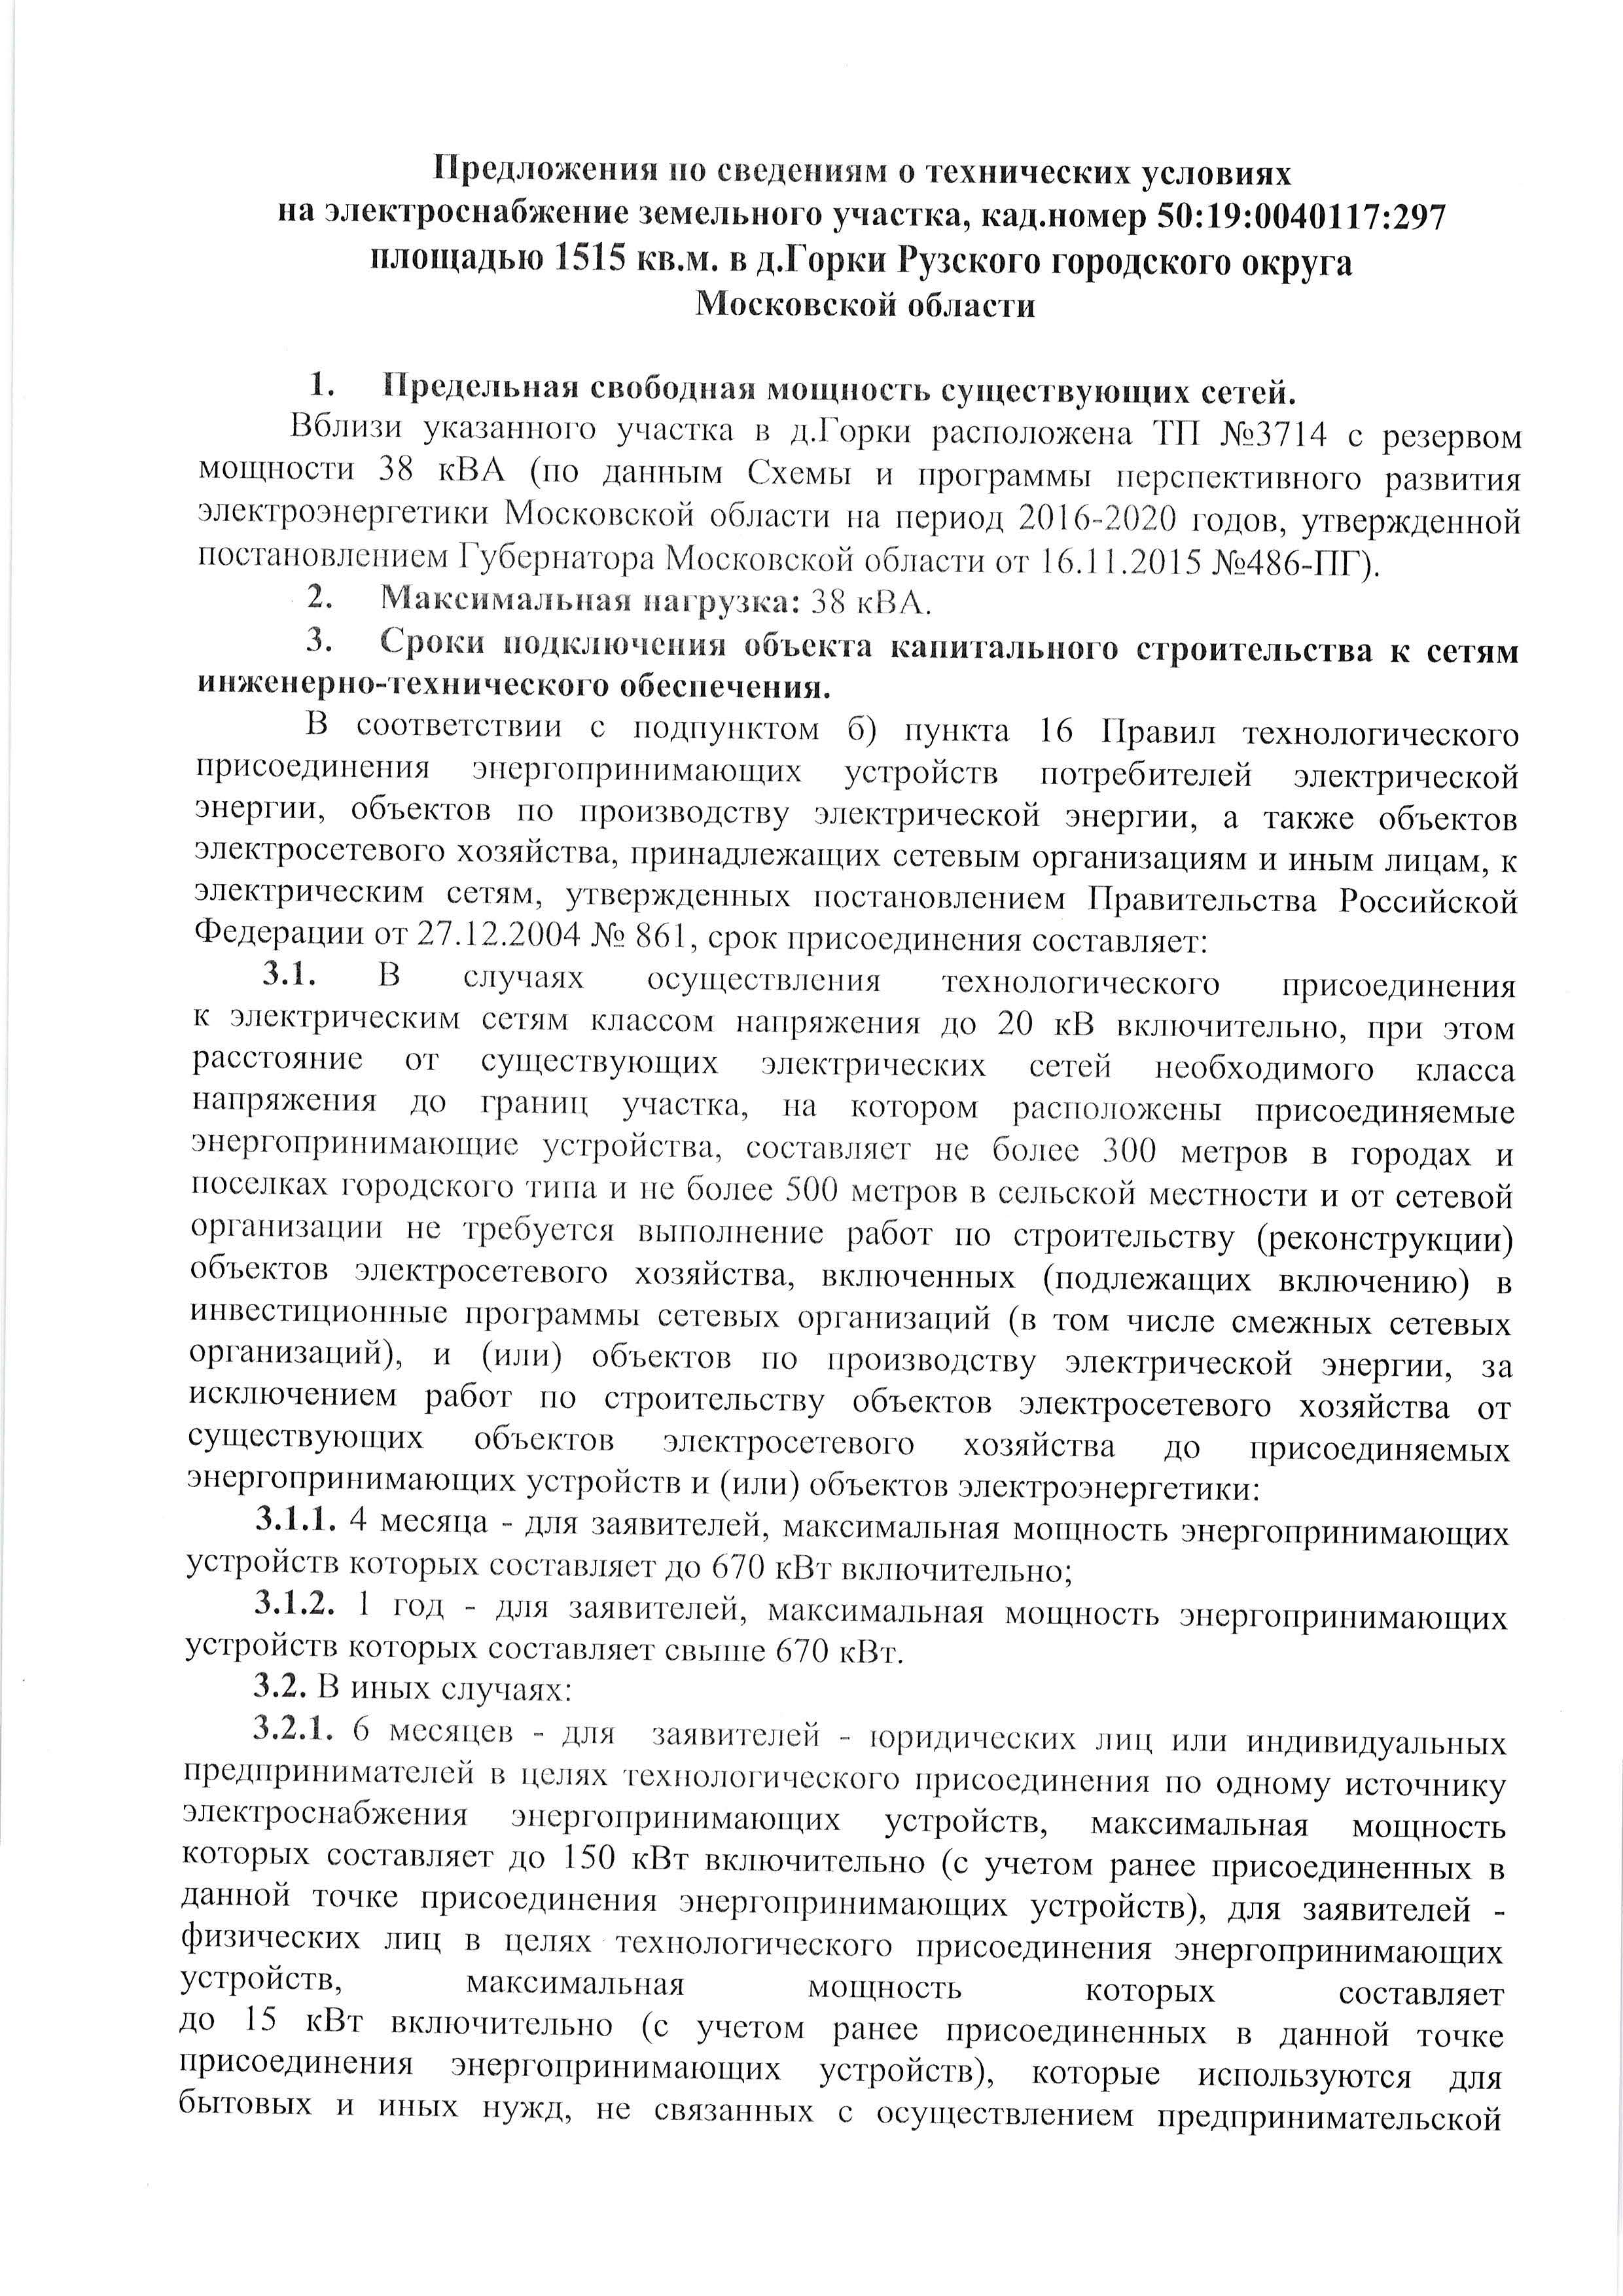 Предложения по сведениям о технических условиях
на электроснабжение земельного участка, кад.номер 50:19:0040117:297
площадью 1515 кв.м. в д.Горки Рузского городского округа
Московской области
1. Предельная свободная мощность существующих сетей.
Вблизи указанного участка в д.Горки расположена ТП №3714 с резервом
мощности 38 кВА (по данным Схемы и программы перспективного развития
электроэнергетики Московской области на период 2016-2020 годов, утвержденной
постановлением Губернатора Московской области от 16.11.2015 №486-ПГ).
2. Максимальная нагрузка: 38 кВА.
3. Сроки подключения объекта капитального строительства к сетям
инженерно-технического обеспечения.
В соответствии с подпунктом б) пункта 16 Правил технологического
присоединения энергопринимающих устройств потребителей электрической
энергии, объектов по производству электрической энергии, а также объектов
электросетевого хозяйства, принадлежащих сетевым организациям и иным лицам, к
электрическим сетям, утвержденных постановлением Правительства Российской
Федерации от 27.12.2004 № 861, срок присоединения составляет:
3.1. В случаях осуществления технологического присоединения
к электрическим сетям классом напряжения до 20 кВ включительно, при этом
расстояние от существующих электрических сетей необходимого класса
напряжения до границ участка, на котором расположены присоединяемые
энергопринимающие устройства, составляет не более 300 метров в городах и
поселках городского типа и не более 500 метров в сельской местности и от сетевой
организации не требуется выполнение работ по строительству (реконструкции)
объектов электросетевого хозяйства, включенных (подлежащих включению) в
инвестиционные программы сетевых организаций (в том числе смежных сетевых
организаций), и (или) объектов по производству электрической энергии, за
исключением работ по строительству объектов электросетевого хозяйства от
существующих объектов электросетевого хозяйства до присоединяемых
энергопринимающих устройств и (или) объектов электроэнергетики:
3.1.1. 4 месяца - для заявителей, максимальная мощность энергопринимающих
устройств которых составляет до 670 кВт включительно;
3.1.2. 1 год - для заявителей, максимальная мощность энергопринимающих
устройств которых составляет свыше 670 кВт.
3.2. В иных случаях:
3.2.1. 6 месяцев - для заявителей - юридических лиц или индивидуальных
предпринимателей в целях технологического присоединения по одному источнику
электроснабжения энергопринимающих устройств, максимальная мощность
которых составляет до 150 кВт включительно (с учетом ранее присоединенных в
данной точке присоединения энергопринимающих устройств), для заявителей -
физических лиц в целях технологического присоединения энергопринимающих
устройств, максимальная мощность которых составляет
до 15 кВт включительно (с учетом ранее присоединенных в данной точке
присоединения энергопринимающих устройств), которые используются для
бытовых и иных нужд, не связанных с осуществлением предпринимательской